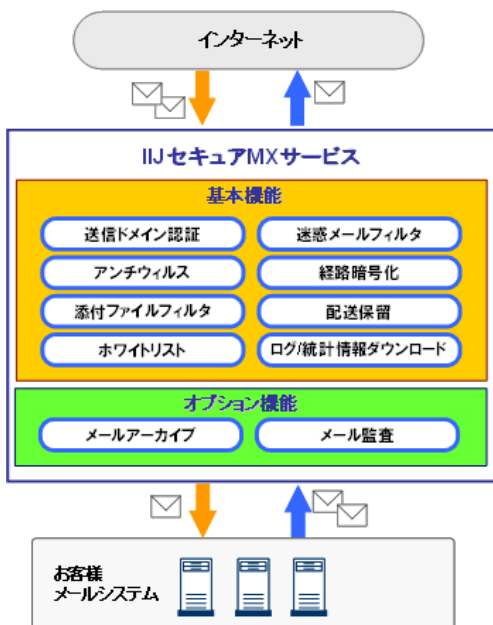 インターネット
IIJセキュアMXサービス
基本機能
送信ドメイン認証
迷惑メールフィルタ
アンチウィルス
経路暗号化
添付ファイルフィルタ
配送保留
ホワイトリスト
ログ/統計情報ダウンロード
オプション機能
メールアーカイブ
メール監査
お客様
メールシステム